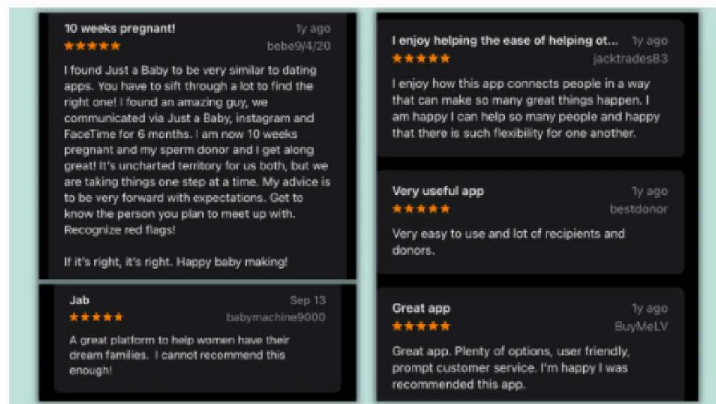 10 weeks pregnant! 1y ago
★★★★★ bebe9/4/20
I found Just a Baby to be very similar to dating
apps. You have to sift through a lot to find the
right one! I found an amazing guy, we
communicated via Just a Baby, instagram and
FaceTime for 6 months. I am now 10 weeks
pregnant and my sperm donor and I get along
great! It's uncharted territory for us both, but we
are taking things one step at a time. My advice is
to be very forward with expectations. Get to
know the person you plan to meet up with.
Recognize red flags!
If it's right, it's right. Happy baby making!
Jab Sep 13
★★★★★ babymachine9000
A great platform to help women have their
dream families. I cannot recommend this
enough!
I enjoy helping the ease of helping ot... 1y ago
★★★★★ jacktrades83
I enjoy how this app connects people in a way
that can make so many great things happen. I
am happy I can help so many people and happy
that there is such flexibility for one another.
Very useful app 1y ago
★★★★★ bestdonor
Very easy to use and lot of recipients and
donors.
Great app 1y ago
★★★★★ BuyMeLV
Great app. Plenty of options, user friendly,
prompt customer service. I'm happy I was
recommended this app.